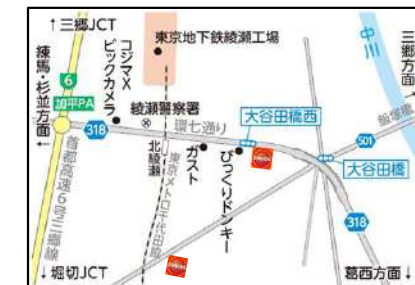 ↑三郷JCT
東京地下鉄綾瀬工場
コジマ×
ビックカメラ
練馬・杉並方面
↓
6
加平PA
綾瀬警察署
大谷田橋西
中川
三郷方面
↑
飯塚橋
318
環七通り
501
北綾瀬
ガスト
びっくりドンキー
大谷田橋
首都高速6号三郷線
東京メトロ千代田線
318
↓堀切JCT
葛西方面↓